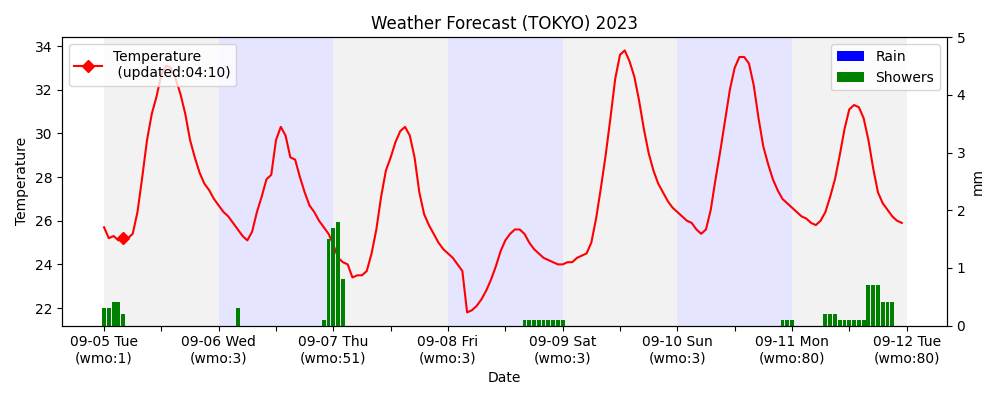 Weather Forecast (TOKYO) 2023
Temperature
(updated:04:10)
Rain
Showers
Temperature
34
32
30
28
26
24
22
5
4
3
2
1
0
mm
09-05 Tue
(wmo:1)
09-06 Wed
(wmo:3)
09-07 Thu
(wmo:51)
09-08 Fri
(wmo:3)
09-09 Sat
(wmo:3)
09-10 Sun
(wmo:3)
09-11 Mon
(wmo:80)
09-12 Tue
(wmo:80)
Date